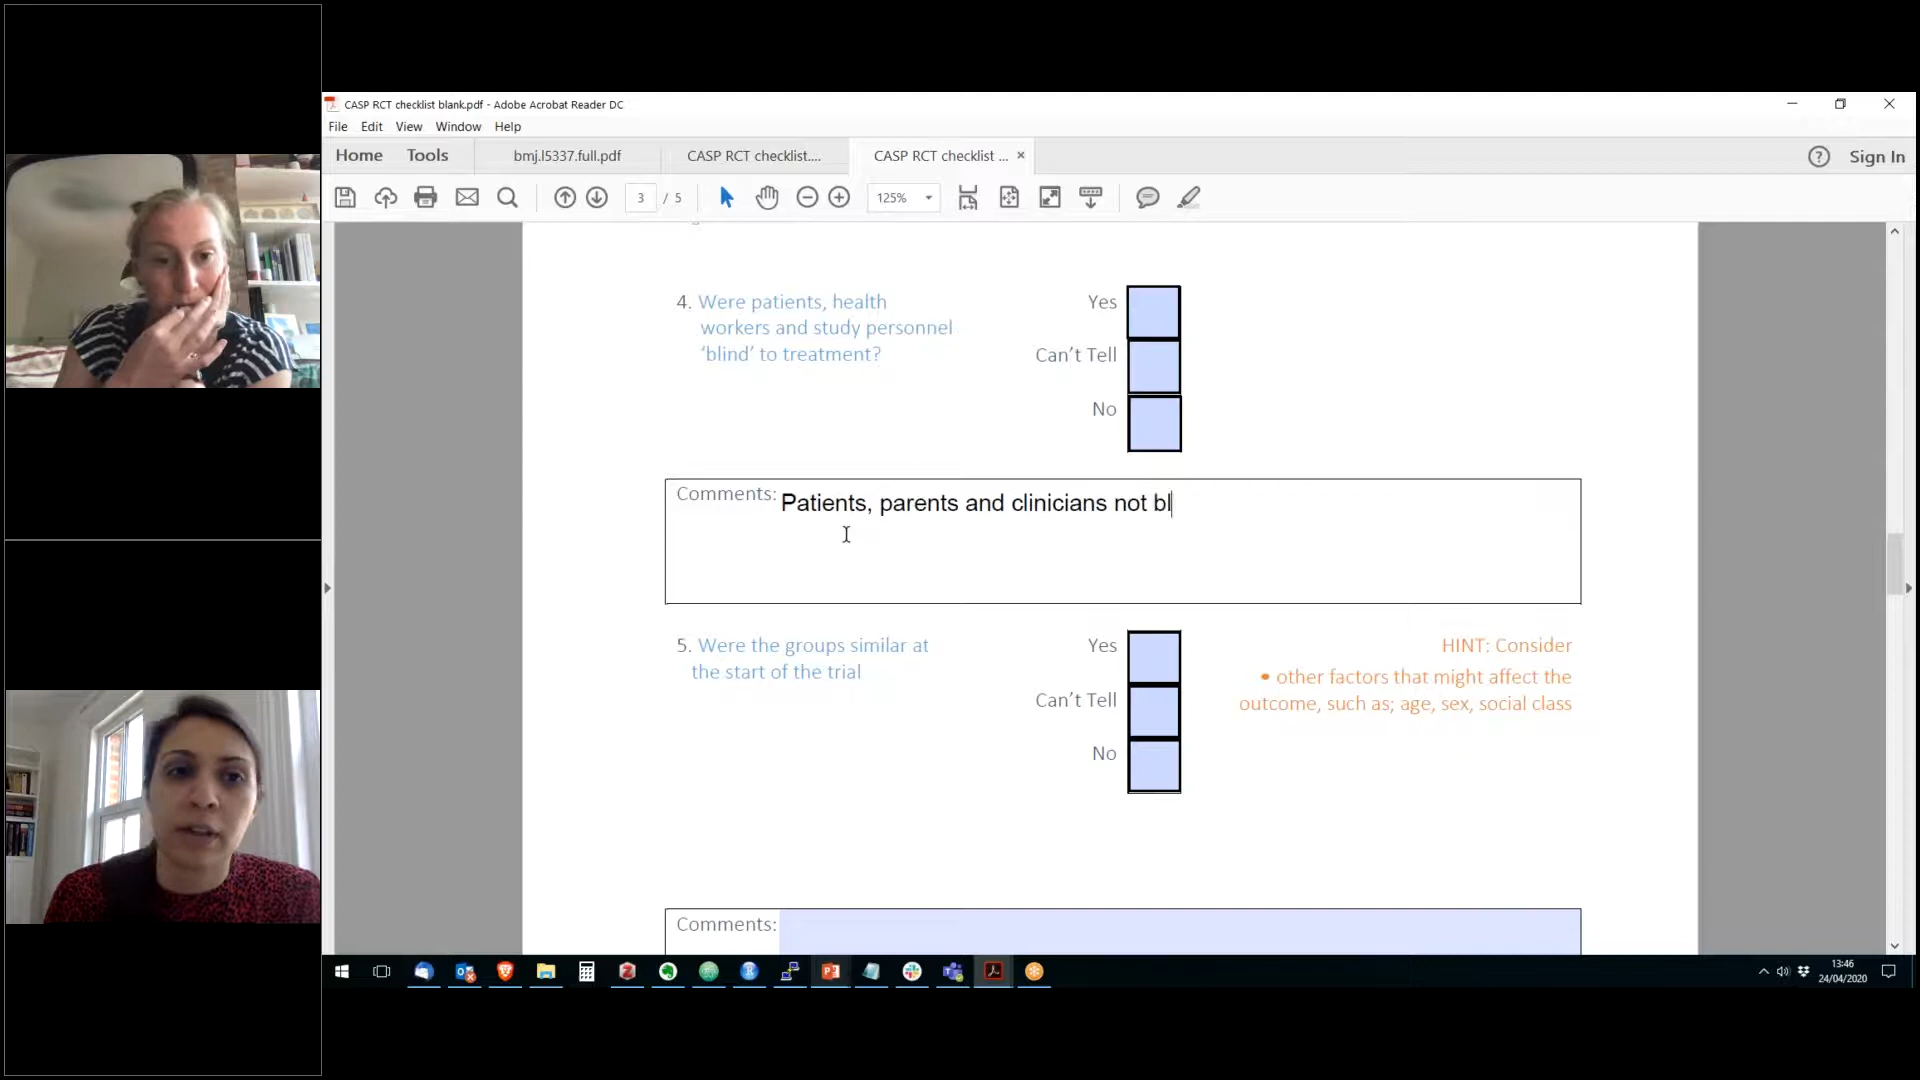 CASP RCT checklist blank.pdf - Adobe Acrobat Reader DC
File Edit View Window Help
Home Tools bmj.l5337.full.pdf CASP RCT checklist.... CASP RCT checklist ... × Sign In
3 / 5 125%
4. Were patients, health
workers and study personnel
‘blind’ to treatment?
Yes
Can’t Tell
No
Comments: Patients, parents and clinicians not bl
5. Were the groups similar at
the start of the trial
Yes
Can’t Tell
No
HINT: Consider
• other factors that might affect the
outcome, such as; age, sex, social class
Comments:
13:46
24/04/2020